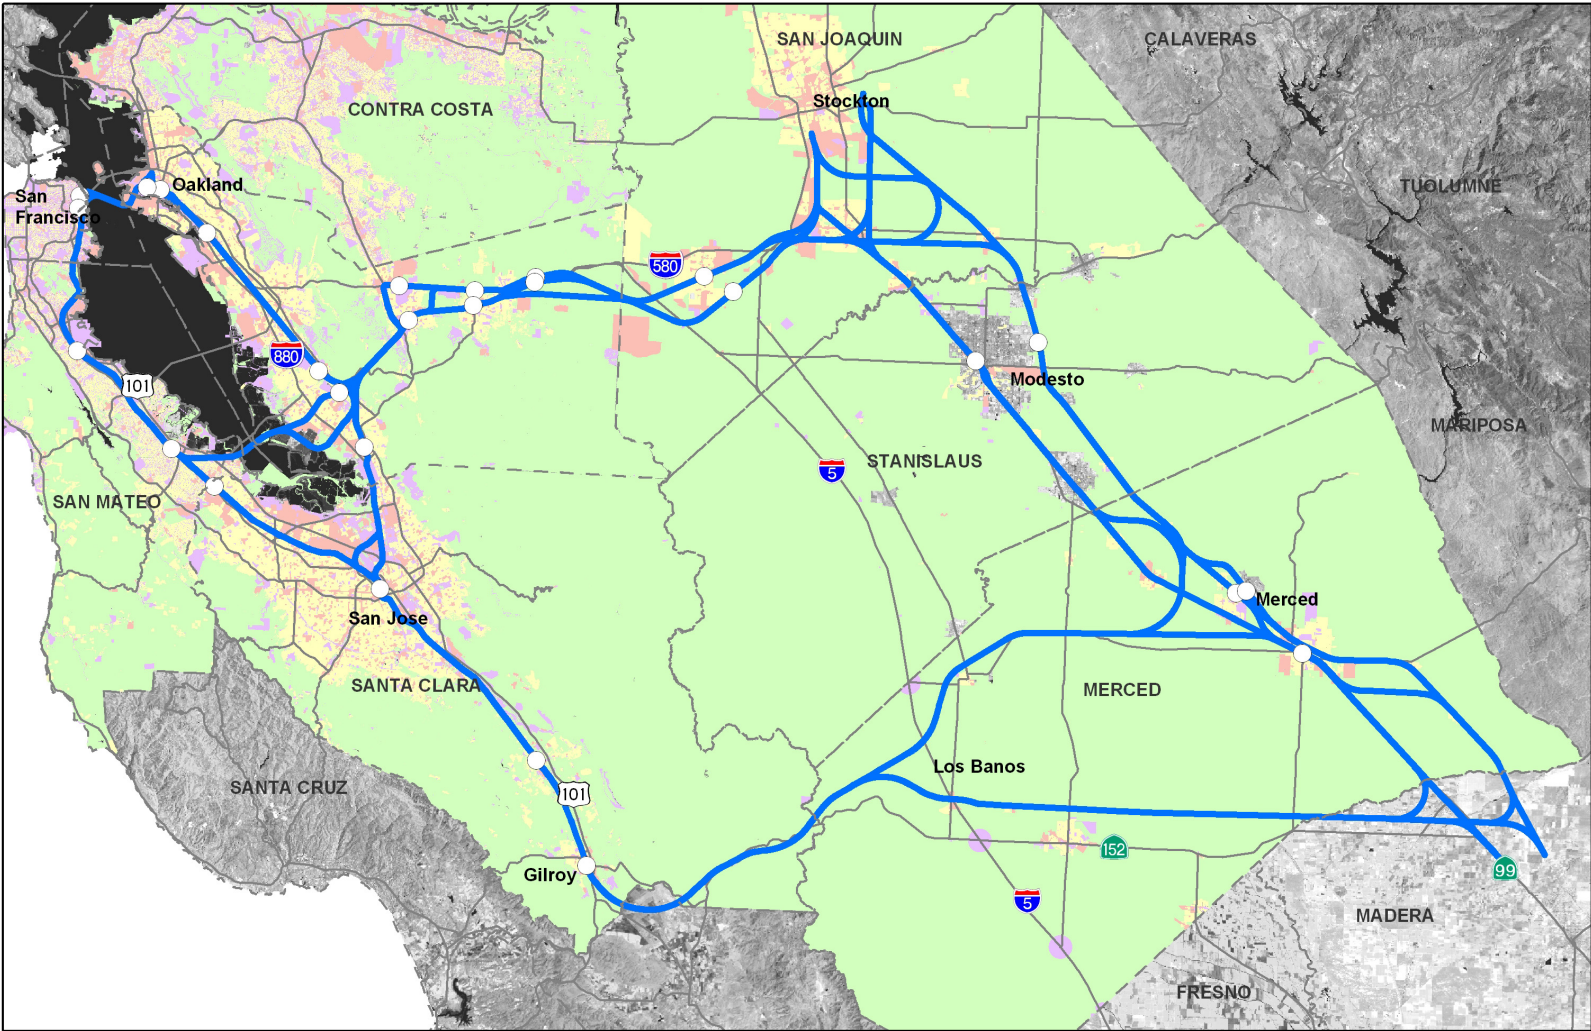 SAN JOAQUIN
CALAVERAS
CONTRA COSTA
Stockton
Oakland
TUOLUMNE
San
Francisco
580
880
101
Modesto
MARIPOSA
STANISLAUS
5
SAN MATEO
Merced
San Jose
SANTA CLARA
MERCED
Los Banos
SANTA CRUZ
101
152
Gilroy
99
5
MADERA
FRESNO